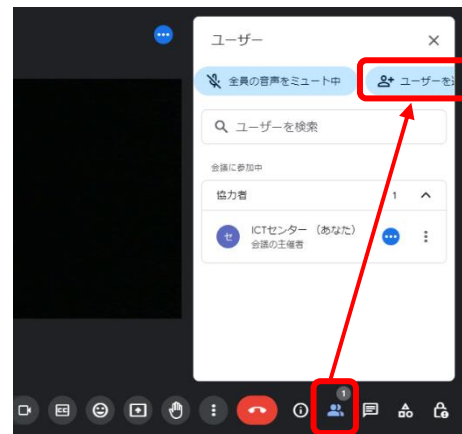 ユーザー
全員の音声をミュート中
ユーザーを
ユーザーを検索
会議に参加中
協力者 1
セ
ICTセンター （あなた）
会議の主催者
1
CC